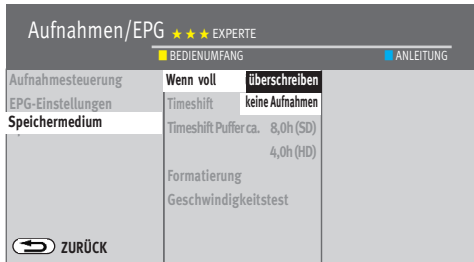 Aufnahmen/EPG ★★★ EXPERTE
BEDIENUMFANG
ANLEITUNG
Aufnahmesteuerung
EPG-Einstellungen
Speichermedium
Wenn voll überschreiben
Timeshift keine Aufnahmen
Timeshift Puffer ca. 8,0h (SD)
4,0h (HD)
Formatierung
Geschwindigkeitstest
ZURÜCK